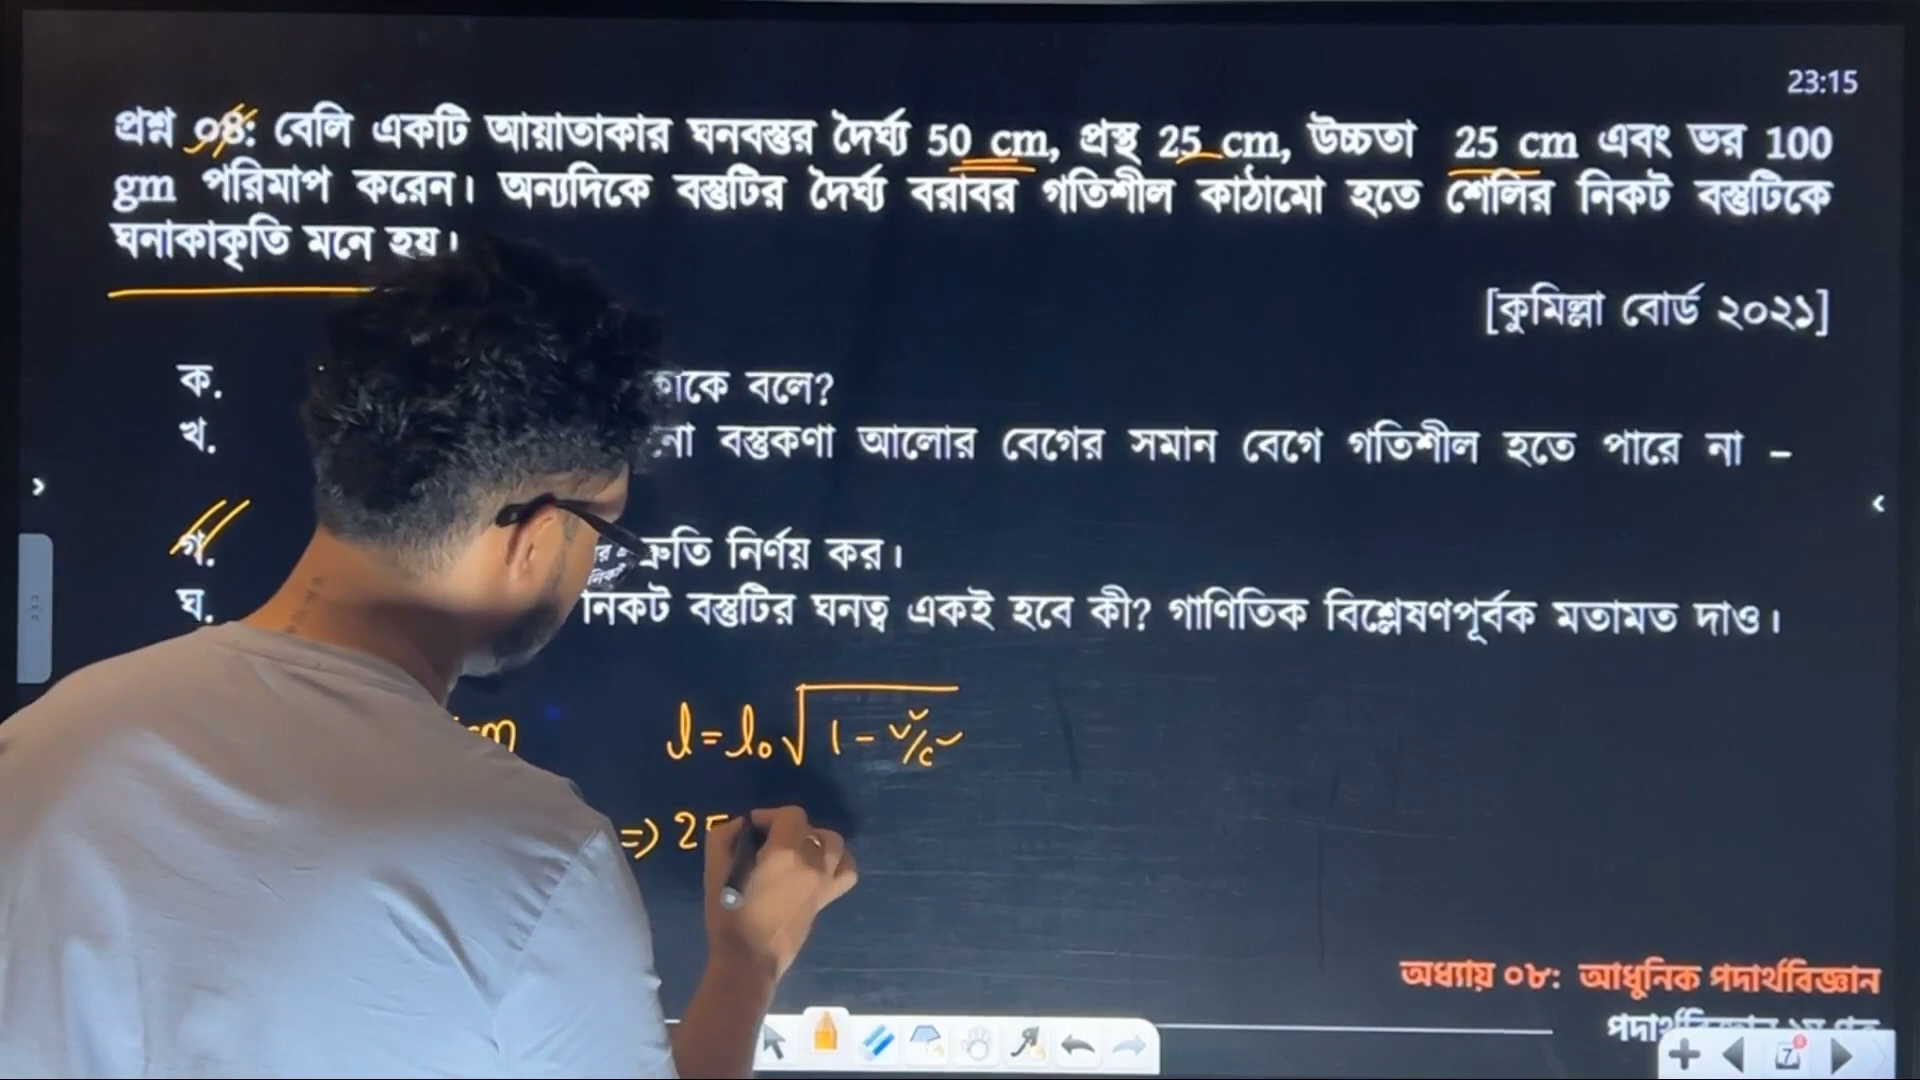 23:15
প্রশ্ন ০৪: বেলি একটি আয়াতাকার ঘনবস্তুর দৈর্ঘ্য 50 cm, প্রস্থ 25 cm, উচ্চতা 25 cm এবং ভর 100
gm পরিমাপ করেন। অন্যদিকে বস্তুটির দৈর্ঘ্য বরাবর গতিশীল কাঠামো হতে শেলির নিকট বস্তুটিকে
ঘনাকাকৃতি মনে হয়।
[কুমিল্লা বোর্ড ২০২১]
ক. কাকে বলে?
খ. বস্তুকণা আলোর বেগের সমান বেগে গতিশীল হতে পারে না –
গ. দ্রুতি নির্ণয় কর।
ঘ. নিকট বস্তুটির ঘনত্ব একই হবে কী? গাণিতিক বিশ্লেষণপূর্বক মতামত দাও।
cm l = l₀√1 - v²/c²
=> 25
অধ্যায় ০৮: আধুনিক পদার্থবিজ্ঞান
7